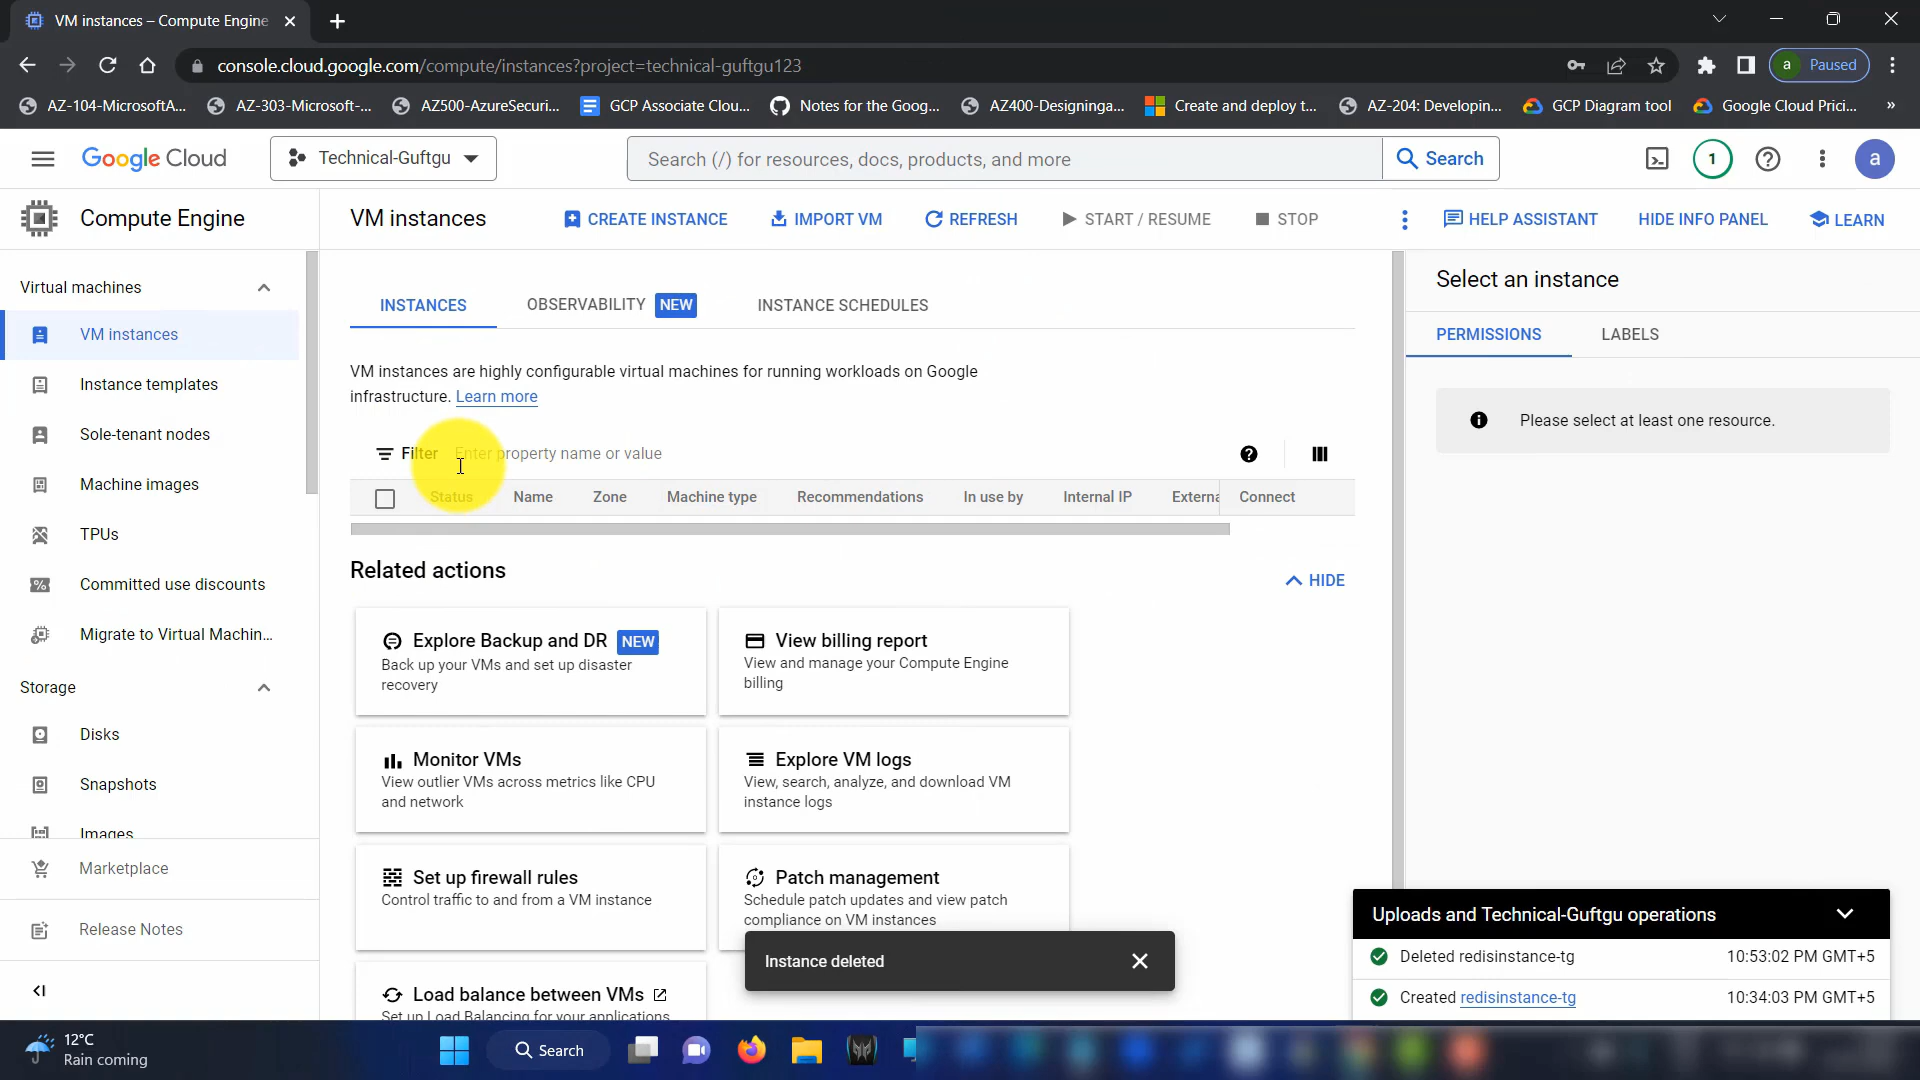 VM instances – Compute Engine
console.cloud.google.com/compute/instances?project=technical-guftgu123
a Paused
AZ-104-MicrosoftA... AZ-303-Microsoft-... AZ500-AzureSecuri... GCP Associate Clou... Notes for the Goog... AZ400-Designinga... Create and deploy t... AZ-204: Developin... GCP Diagram tool Google Cloud Prici... »
Google Cloud
Technical-Guftgu
Search (/) for resources, docs, products, and more
Search
1
a
Compute Engine
VM instances
CREATE INSTANCE
IMPORT VM
REFRESH
START / RESUME
STOP
HELP ASSISTANT
HIDE INFO PANEL
LEARN
Virtual machines
VM instances
Instance templates
Sole-tenant nodes
Machine images
TPUs
Committed use discounts
Migrate to Virtual Machin...
Storage
Disks
Snapshots
Images
Marketplace
Release Notes
INSTANCES
OBSERVABILITY NEW
INSTANCE SCHEDULES
VM instances are highly configurable virtual machines for running workloads on Google
infrastructure. Learn more
Filter Enter property name or value
Status Name Zone Machine type Recommendations In use by Internal IP Externa Connect
Related actions
HIDE
Explore Backup and DR NEW
Back up your VMs and set up disaster
recovery
View billing report
View and manage your Compute Engine
billing
Monitor VMs
View outlier VMs across metrics like CPU
and network
Explore VM logs
View, search, analyze, and download VM
instance logs
Set up firewall rules
Control traffic to and from a VM instance
Patch management
Schedule patch updates and view patch
compliance on VM instances
Load balance between VMs
Set up Load Balancing for your applications
Instance deleted
Select an instance
PERMISSIONS
LABELS
Please select at least one resource.
Uploads and Technical-Guftgu operations
Deleted redisinstance-tg 10:53:02 PM GMT+5
Created redisinstance-tg 10:34:03 PM GMT+5
12°C
Rain coming
Search